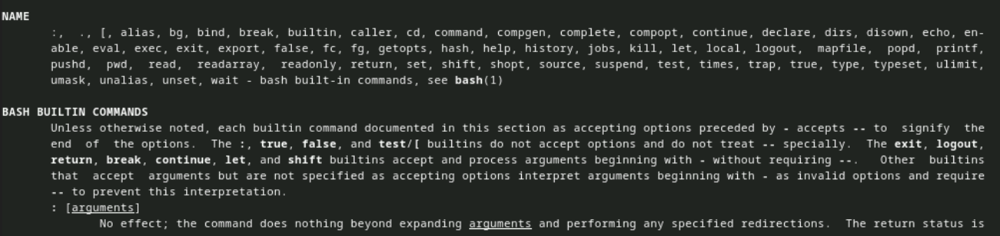 NAME
:, ., [, alias, bg, bind, break, builtin, caller, cd, command, compgen, complete, compopt, continue, declare, dirs, disown, echo, en-
able, eval, exec, exit, export, false, fc, fg, getopts, hash, help, history, jobs, kill, let, local, logout, mapfile, popd, printf,
pushd, pwd, read, readarray, readonly, return, set, shift, shopt, source, suspend, test, times, trap, true, type, typeset, ulimit,
umask, unalias, unset, wait - bash built-in commands, see bash(1)
BASH BUILTIN COMMANDS
Unless otherwise noted, each builtin command documented in this section as accepting options preceded by - accepts -- to signify the
end of the options. The :, true, false, and test/[ builtins do not accept options and do not treat -- specially. The exit, logout,
return, break, continue, let, and shift builtins accept and process arguments beginning with - without requiring --. Other builtins
that accept arguments but are not specified as accepting options interpret arguments beginning with - as invalid options and require
-- to prevent this interpretation.
: [arguments]
No effect; the command does nothing beyond expanding arguments and performing any specified redirections. The return status is